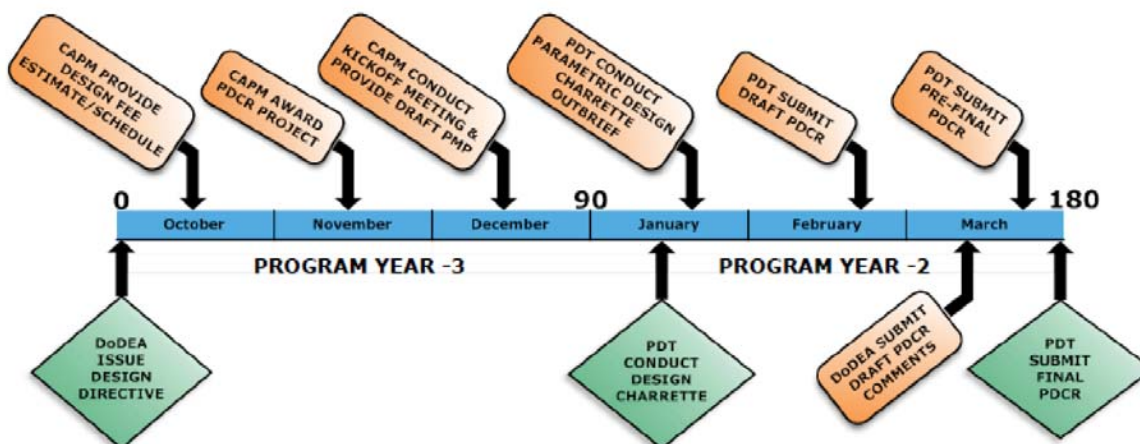 CAPM PROVIDE
DESIGN FEE
ESTIMATE/SCHEDULE
CAPM AWARD
PDCR PROJECT
CAPM CONDUCT
KICKOFF MEETING &
PROVIDE DRAFT PMP
PDT CONDUCT
PARAMETRIC DESIGN
CHARRETTE
OUTBRIEF
PDT SUBMIT
DRAFT PDCR
PDT SUBMIT
PRE-FINAL
PDCR
0
90
180
October
November
December
January
February
March
PROGRAM YEAR -3
PROGRAM YEAR -2
DoDEA
ISSUE
DESIGN
DIRECTIVE
PDT
CONDUCT
DESIGN
CHARRETTE
DoDEA SUBMIT
DRAFT PDCR
COMMENTS
PDT
SUBMIT
FINAL
PDCR